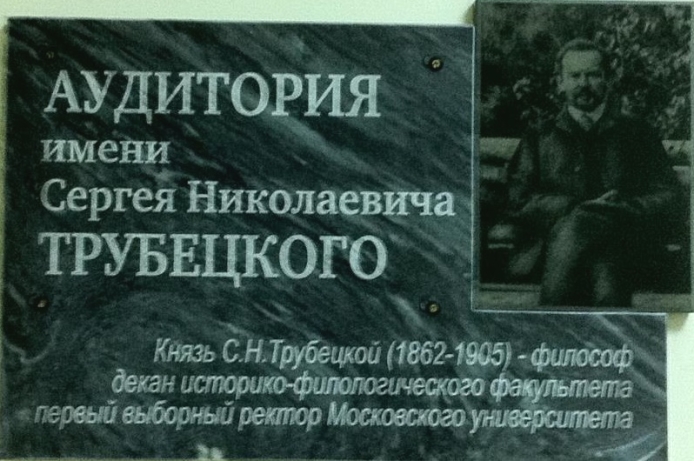 АУДИТОРИЯ
имени
Сергея Николаевича
ТРУБЕЦКОГО
Князь С.Н.Трубецкой (1862-1905) - философ
декан историко-филологического факультета
первый выборный ректор Московского университета